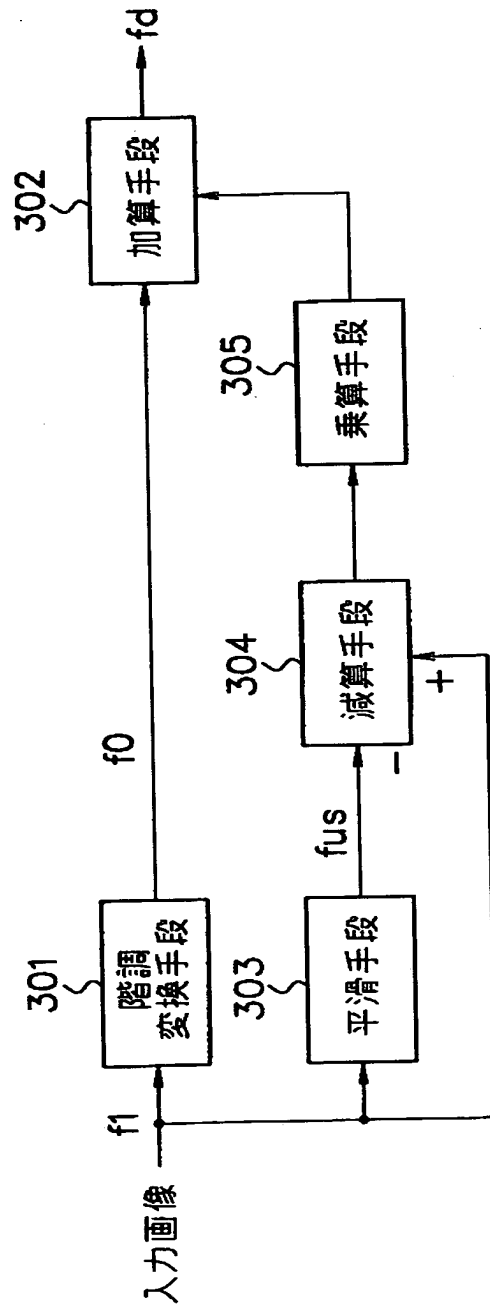 入力画像
f1
301
階調
変換手段
f0
302
加算手段
fd
303
平滑手段
fus
304
減算手段
-
+
305
乗算手段